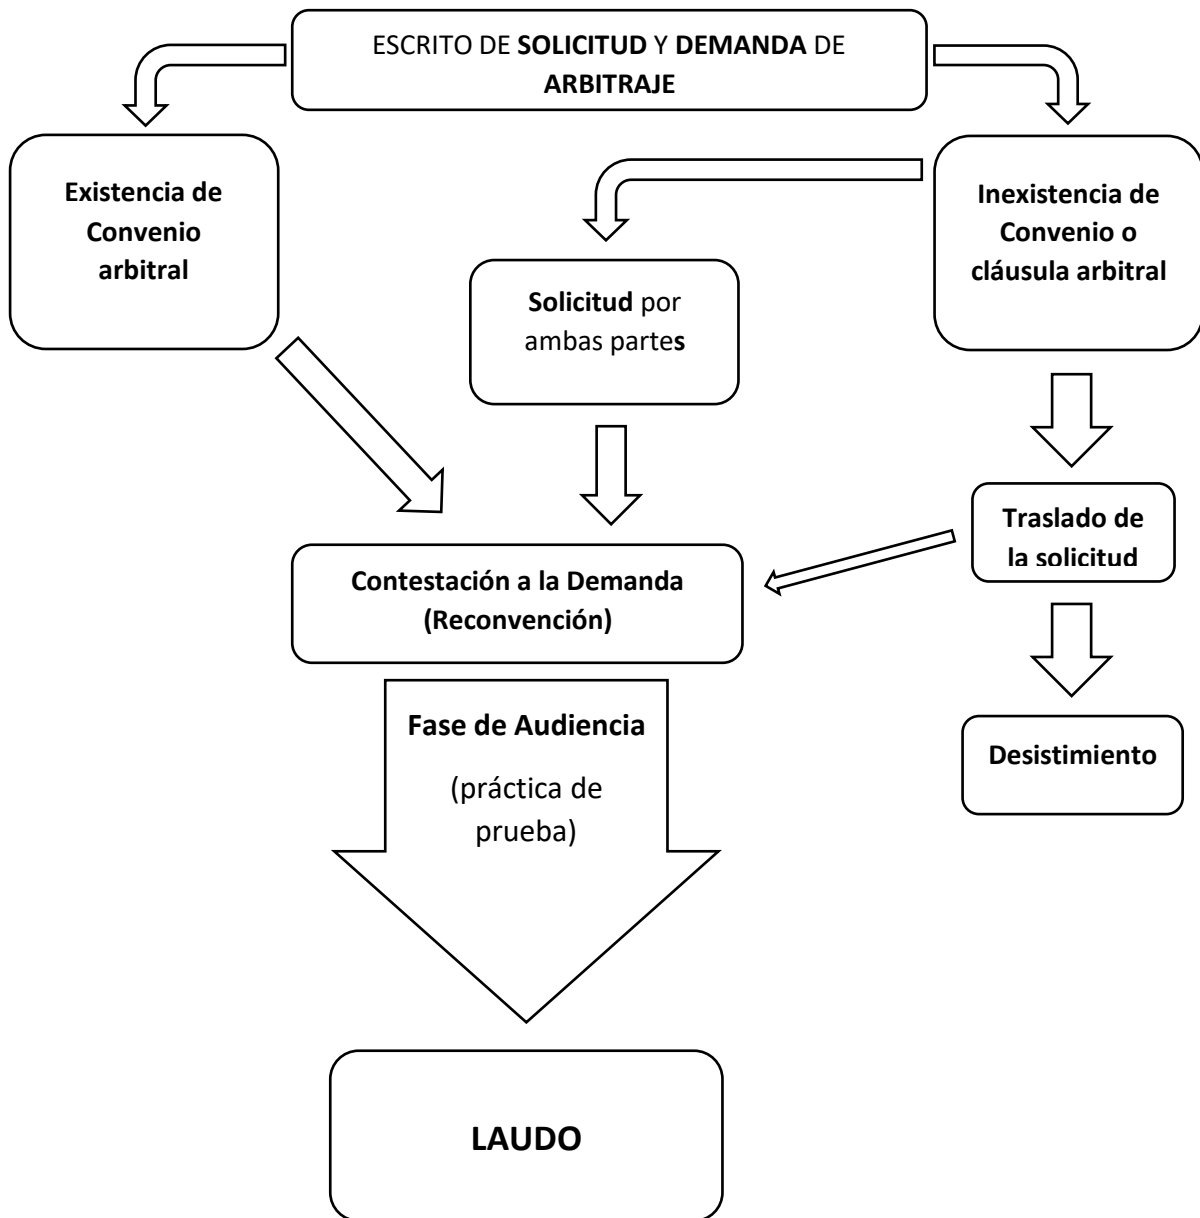 ESCRITO DE SOLICITUD Y DEMANDA DE
ARBITRAJE
Existencia de
Convenio
arbitral
Inexistencia de
Convenio o
cláusula arbitral
Solicitud por
ambas partes
Traslado de
la solicitud
Contestación a la Demanda
(Reconvención)
Desistimiento
Fase de Audiencia
(práctica de
prueba)
LAUDO